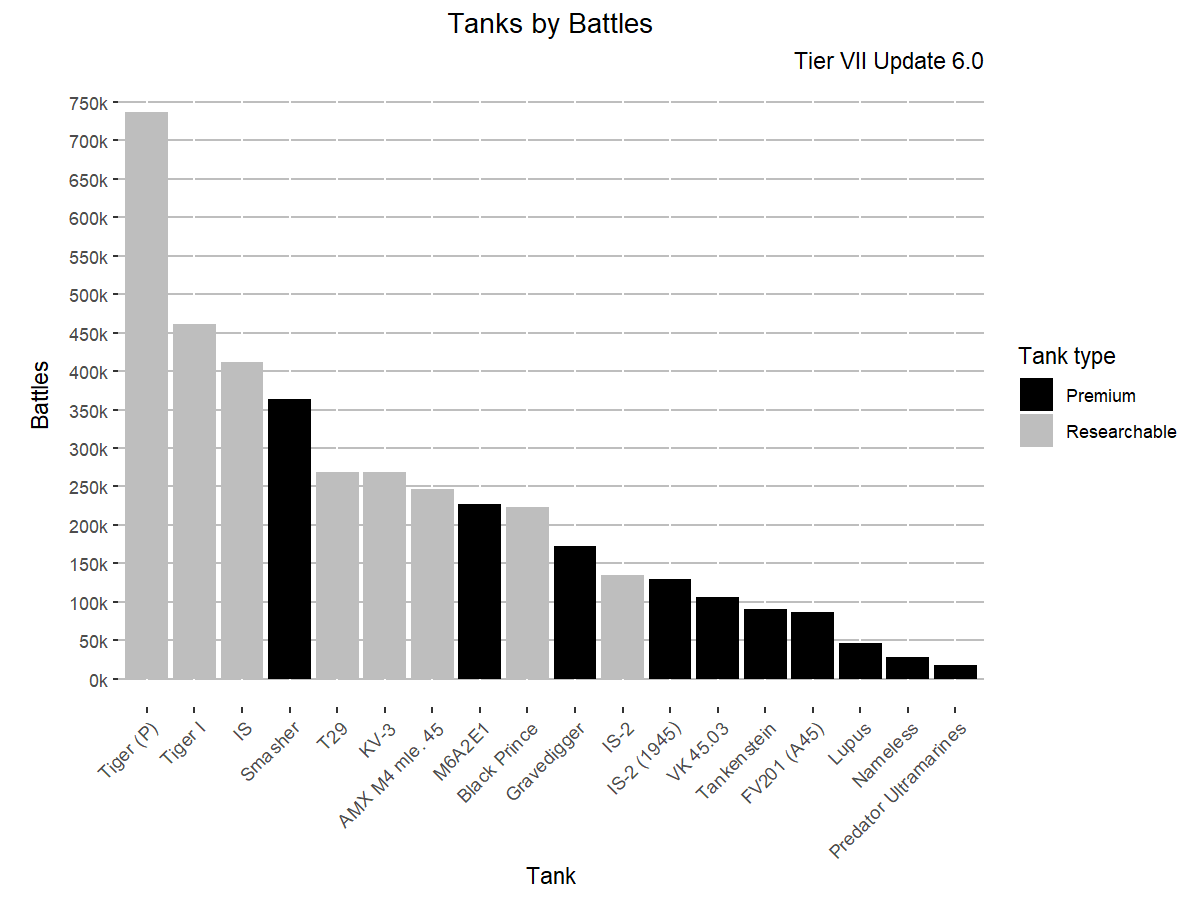 Tanks by Battles
Tier VII Update 6.0
750k
700k
650k
600k
550k
500k
450k
400k
350k
300k
250k
200k
150k
100k
50k
0k
Battles
Tank type
Premium
Researchable
Tiger (P)
Tiger I
IS
Smasher
T29
KV-3
AMX M4 mle. 45
M6A2E1
Black Prince
Gravedigger
IS-2
IS-2 (1945)
VK 45.03
Tankenstein
FV201 (A45)
Lupus
Nameless
Predator Ultramarines
Tank